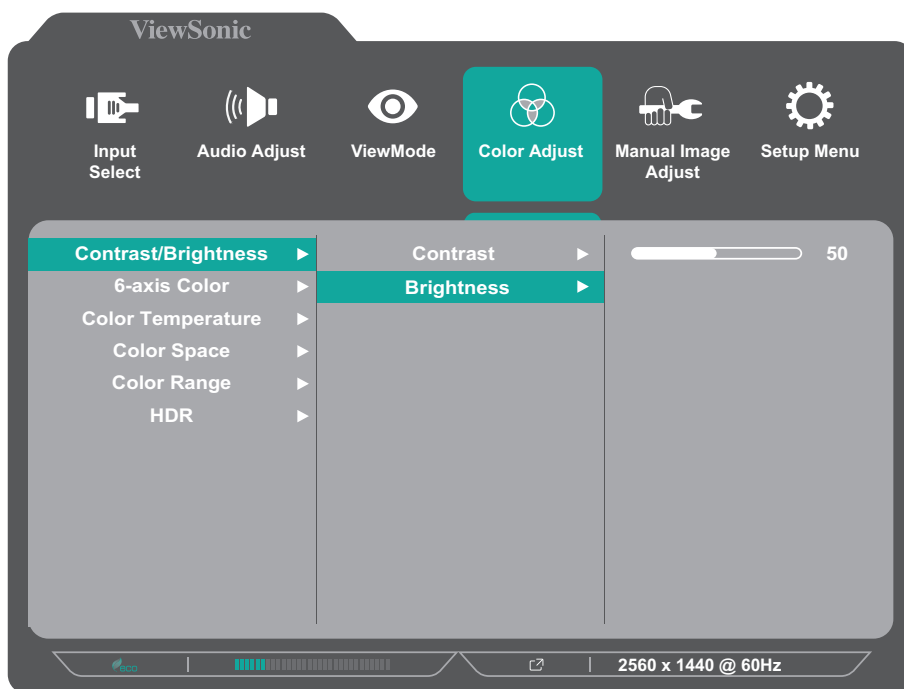 ViewSonic
Input Select
Audio Adjust
ViewMode
Color Adjust
Manual Image Adjust
Setup Menu
Contrast/Brightness
Contrast
50
6-axis Color
Brightness
Color Temperature
Color Space
Color Range
HDR
eco
2560 x 1440 @ 60Hz